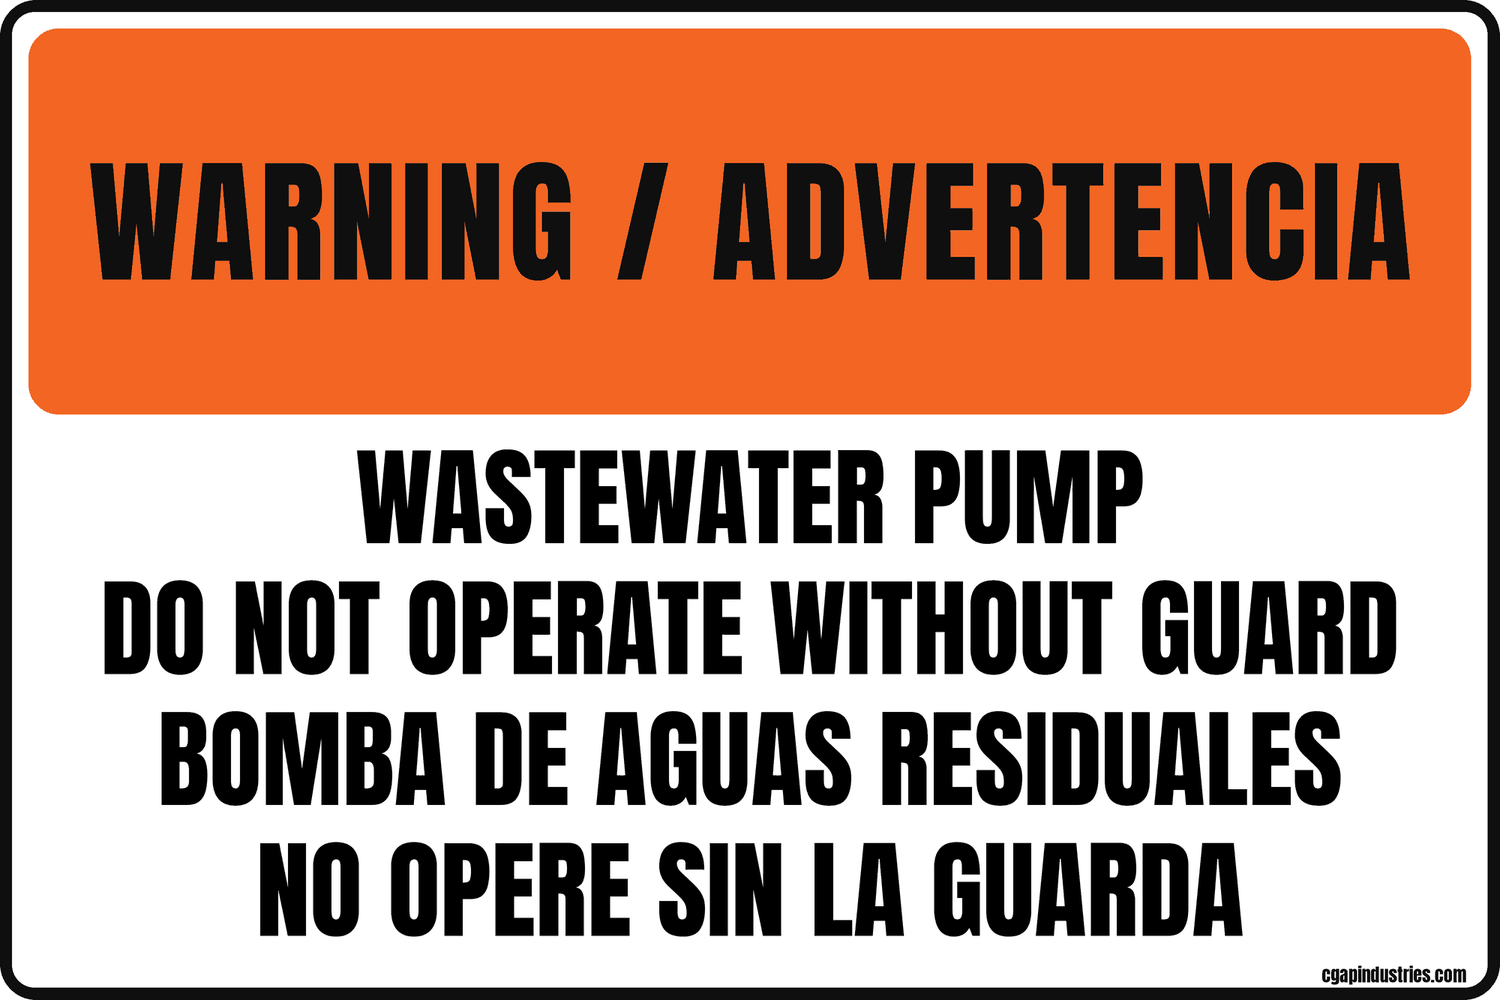 WARNING / ADVERTENCIA
WASTEWATER PUMP
DO NOT OPERATE WITHOUT GUARD
BOMBA DE AGUAS RESIDUALES
NO OPERE SIN LA GUARDA
cgapindustries.com